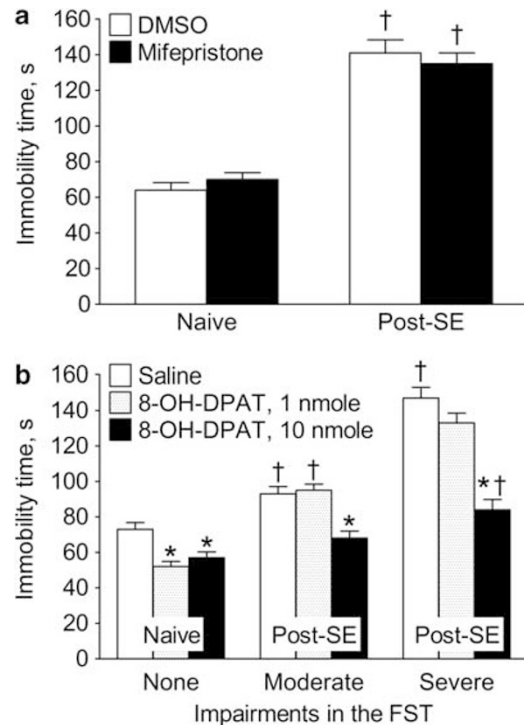 a
DMSO
Mifepristone
Immobility time, s
160
140
120
100
80
60
40
20
0
† †
Naive Post-SE
b
Saline
8-OH-DPAT, 1 nmole
8-OH-DPAT, 10 nmole
Immobility time, s
160
140
120
100
80
60
40
20
0
* * † † * † *†
Naive Post-SE Post-SE
None Moderate Severe
Impairments in the FST